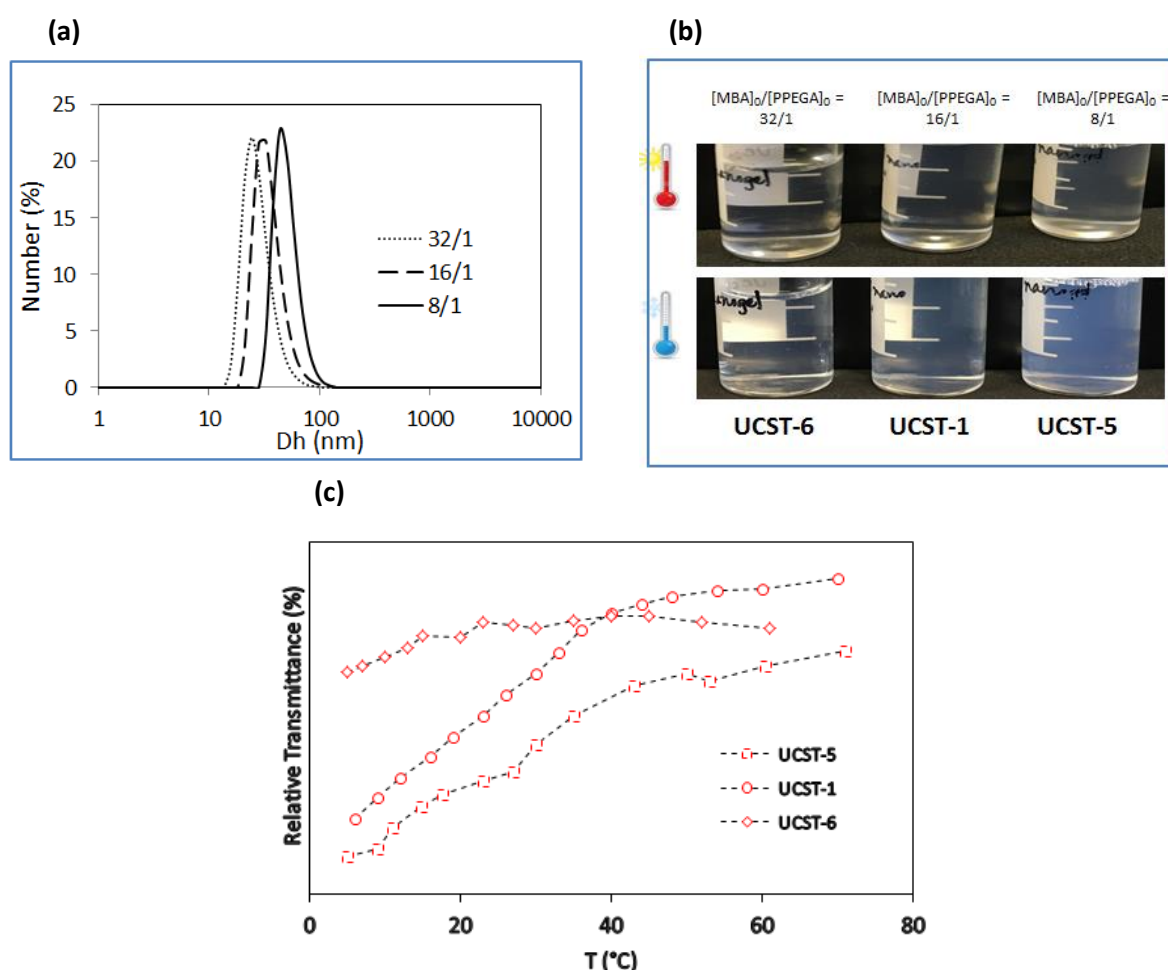 (a)
(b)
25
20
15
10
5
0
Number (%)
32/1
16/1
8/1
1
10
100
1000
10000
Dh (nm)
[MBA]₀/[PPEGA]₀ =
32/1
[MBA]₀/[PPEGA]₀ =
16/1
[MBA]₀/[PPEGA]₀ =
8/1
UCST-6
UCST-1
UCST-5
(c)
Relative Transmittance (%)
UCST-5
UCST-1
UCST-6
0
20
40
60
80
T (°C)